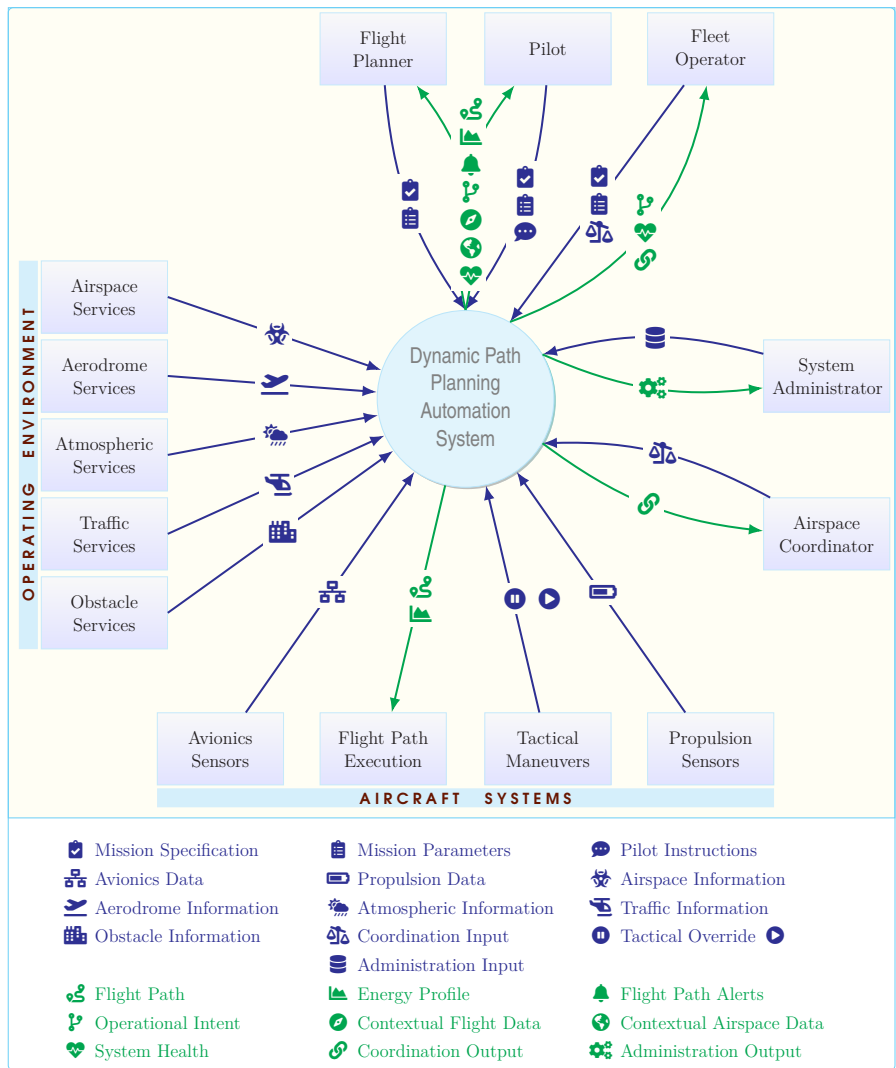 Flight
Planner
Pilot
Fleet
Operator
OPERATING ENVIRONMENT
Airspace
Services
Aerodrome
Services
Atmospheric
Services
Traffic
Services
Obstacle
Services
Dynamic Path
Planning
Automation
System
System
Administrator
Airspace
Coordinator
Avionics
Sensors
Flight Path
Execution
Tactical
Maneuvers
Propulsion
Sensors
AIRCRAFT SYSTEMS
Mission Specification
Mission Parameters
Pilot Instructions
Avionics Data
Propulsion Data
Airspace Information
Aerodrome Information
Atmospheric Information
Traffic Information
Obstacle Information
Coordination Input
Tactical Override
Administration Input
Flight Path
Energy Profile
Flight Path Alerts
Operational Intent
Contextual Flight Data
Contextual Airspace Data
System Health
Coordination Output
Administration Output